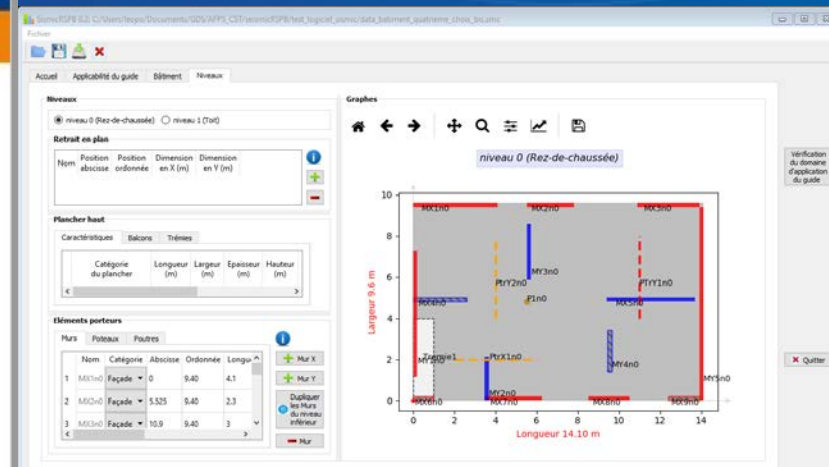 SismicRSPB 0.2: C:/Users/lesyo/Documents/GDS/AFPS_CST/seismicRSPB/test_logiciel_sismic/data_batiment_quatrieme_choix_bis.smc
Fichier
Accueil Applicabilité du guide Bâtiment Niveaux
Niveaux
niveau 0 (Rez-de-chaussée) niveau 1 (Toit)
Retrait en plan
Nom Position abscisse Position ordonnée Dimension en X (m) Dimension en Y (m)
Plancher haut
Caractéristiques Balcons Trémies
Catégorie du plancher Longueur (m) Largeur (m) Epaisseur (m) Hauteur (m)
Eléments porteurs
Murs Poteaux Poutres
Nom Catégorie Abscisse Ordonnée Longu
1 MX1n0 Façade 0 9.40 4.1
2 MX2n0 Façade 5.525 9.40 2.3
3 MX3n0 Façade 10.9 9.40 3
Mur X
Mur Y
Dupliquer
les Murs
du niveau
inférieur
Mur
Graphes
niveau 0 (Rez-de-chaussée)
10
MX1n0 MX2n0 MX3n0
8
MY3n0
6
PtrY2n0 PTrY1n0
P1n0
MX4n0 MX5n0
4
Tremie1 PtrX1n0
MY1n0
2
MY4n0
MY5n0
MY2n0
0
MX6n0 MX7n0 MX8n0 MX9n0
0 2 4 6 8 10 12 14
Largeur 9.6 m
Longueur 14.10 m
Vérification
du domaine
d'application
du guide
Quitter